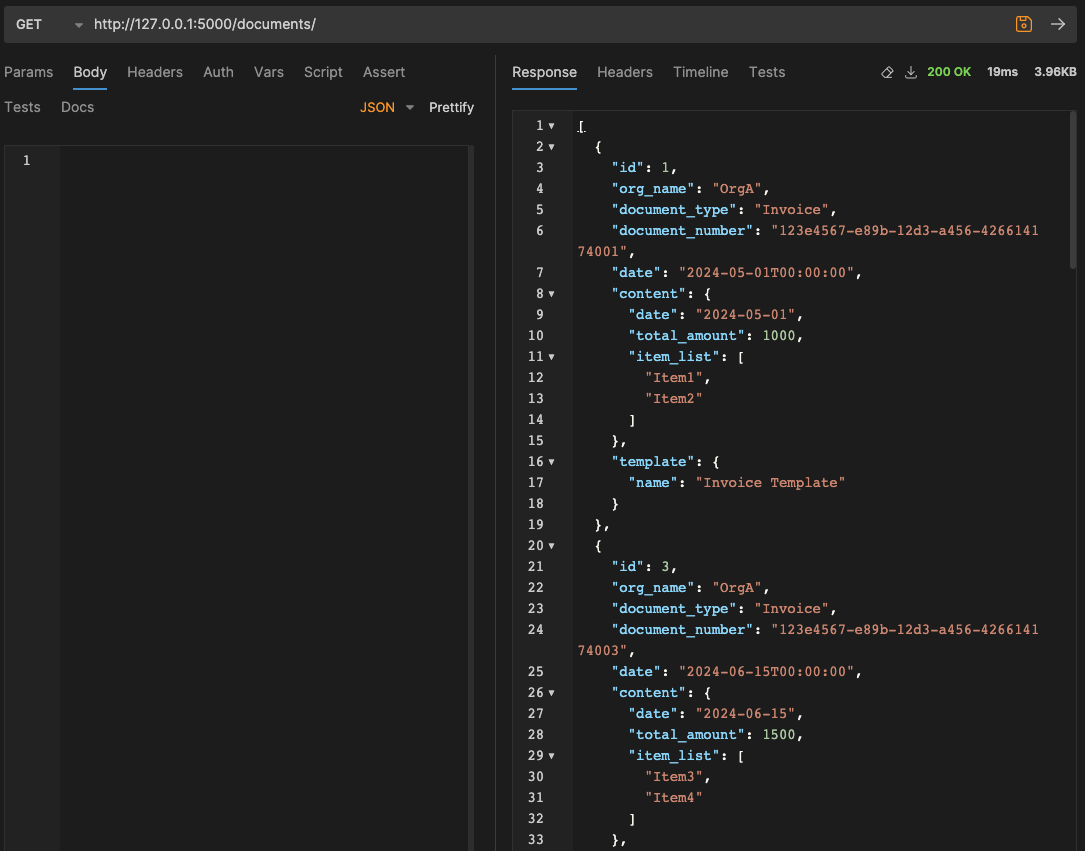 GET http://127.0.0.1:5000/documents/
Params Body Headers Auth Vars Script Assert
Tests Docs JSON Prettify
1
Response Headers Timeline Tests 200 OK 19ms 3.96KB
1 [
2 {
3 "id": 1,
4 "org_name": "OrgA",
5 "document_type": "Invoice",
6 "document_number": "123e4567-e89b-12d3-a456-4266141
74001",
7 "date": "2024-05-01T00:00:00",
8 "content": {
9 "date": "2024-05-01",
10 "total_amount": 1000,
11 "item_list": [
12 "Item1",
13 "Item2"
14 ]
15 },
16 "template": {
17 "name": "Invoice Template"
18 }
19 },
20 {
21 "id": 3,
22 "org_name": "OrgA",
23 "document_type": "Invoice",
24 "document_number": "123e4567-e89b-12d3-a456-4266141
74003",
25 "date": "2024-06-15T00:00:00",
26 "content": {
27 "date": "2024-06-15",
28 "total_amount": 1500,
29 "item_list": [
30 "Item3",
31 "Item4"
32 ]
33 },